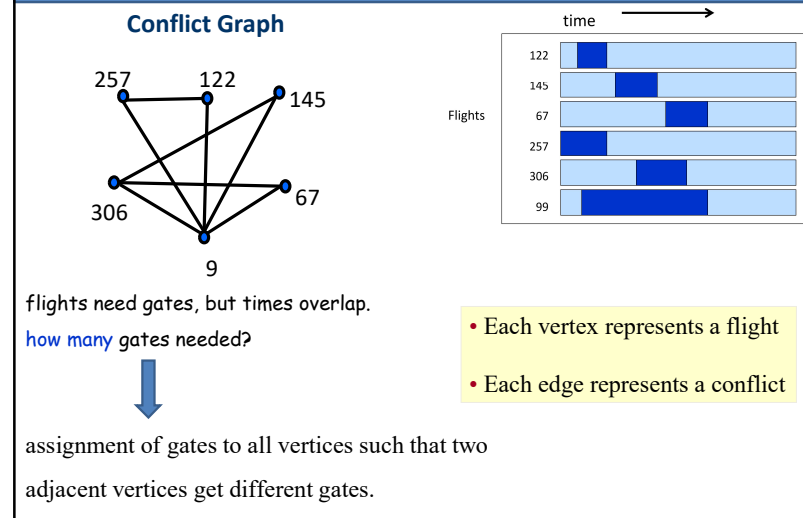 Conflict Graph
257 122 145
306 67
9
flights need gates, but times overlap.
how many gates needed?
assignment of gates to all vertices such that two
adjacent vertices get different gates.
time
Flights
122
145
67
257
306
99
• Each vertex represents a flight
• Each edge represents a conflict